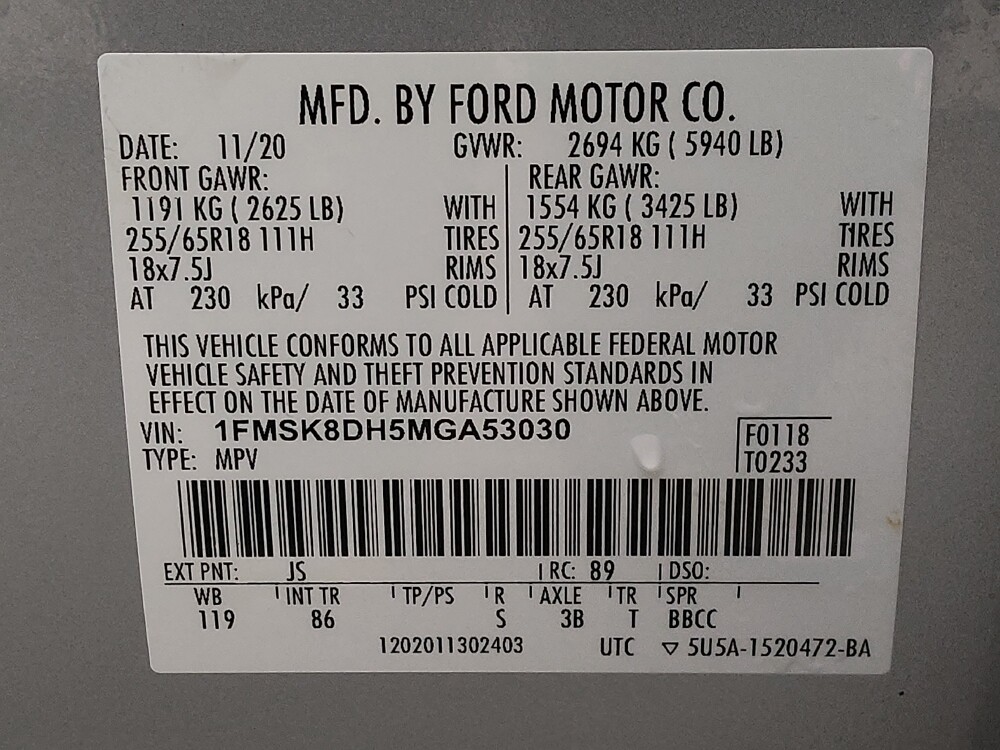 MFD. BY FORD MOTOR CO.
DATE: 11/20 GVWR: 2694 KG ( 5940 LB)
FRONT GAWR: REAR GAWR:
1191 KG ( 2625 LB) WITH 1554 KG ( 3425 LB) WITH
255/65R18 111H TIRES 255/65R18 111H TIRES
18x7.5J RIMS 18x7.5J RIMS
AT 230 kPa/ 33 PSI COLD AT 230 kPa/ 33 PSI COLD
THIS VEHICLE CONFORMS TO ALL APPLICABLE FEDERAL MOTOR
VEHICLE SAFETY AND THEFT PREVENTION STANDARDS IN
EFFECT ON THE DATE OF MANUFACTURE SHOWN ABOVE.
VIN: 1FMSK8DH5MGA53030 F0118
TYPE: MPV T0233
EXT PNT: JS RC: 89 DSO:
WB INT TR TP/PS R AXLE TR SPR
119 86 S 3B T BBCC
1202011302403 UTC ▽ 5U5A-1520472-BA